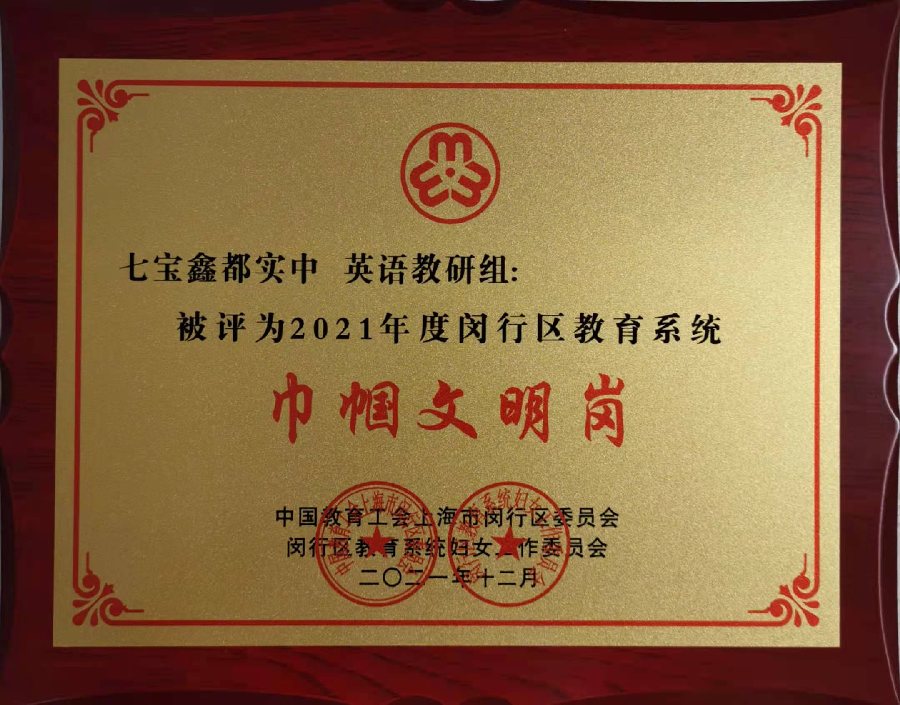 七宝鑫都实中 英语教研组:
被评为2021年度闵行区教育系统
巾帼文明岗
中国教育工会上海市闵行区委员会
闵行区教育系统妇女工作委员会
二〇二一年十二月